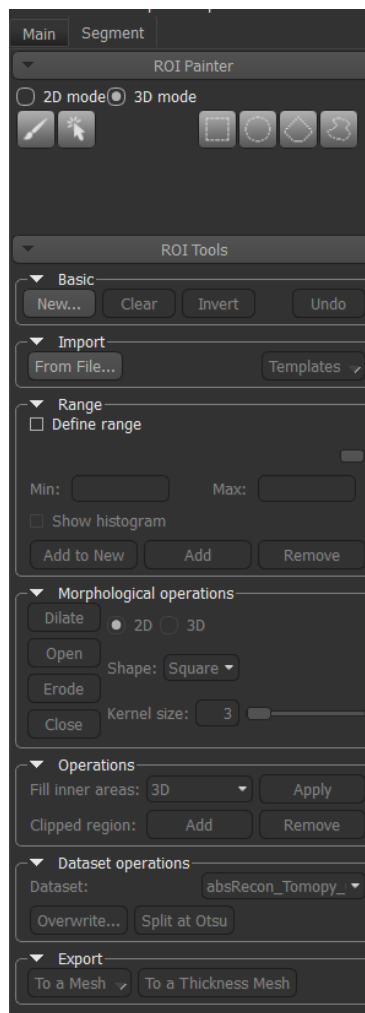 Main Segment
ROI Painter
2D mode 3D mode
ROI Tools
Basic
New... Clear Invert Undo
Import
From File... Templates
Range
Define range
Min: Max:
Show histogram
Add to New Add Remove
Morphological operations
Dilate
2D 3D
Open
Shape: Square
Erode
Kernel size: 3
Close
Operations
Fill inner areas: 3D Apply
Clipped region: Add Remove
Dataset operations
Dataset: absRecon_Tomopy_
Overwrite... Split at Otsu
Export
To a Mesh To a Thickness Mesh